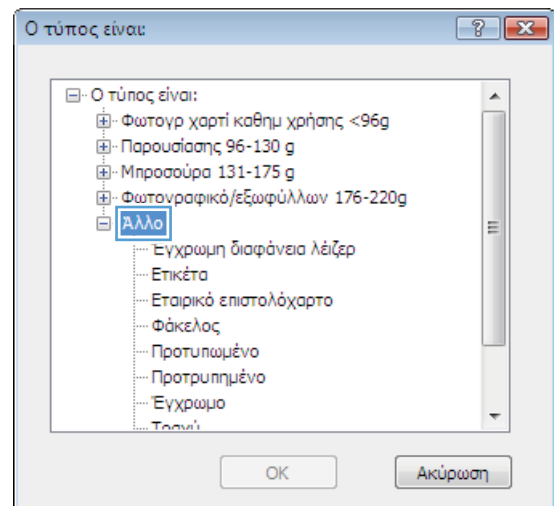 Ο τύπος είναι:
Ο τύπος είναι:
Φωτογρ χαρτί καθημ χρήσης <96g
Παρουσίασης 96-130 g
Μπροσούρα 131-175 g
Φωτογραφικό/εξωφύλλων 176-220g
Άλλο
Έγχρωμη διαφάνεια λέιζερ
Ετικέτα
Εταιρικό επιστολόχαρτο
Φάκελος
Προτυπωμένο
Προτρυπημένο
Έγχρωμο
Τραχύ
OK
Ακύρωση